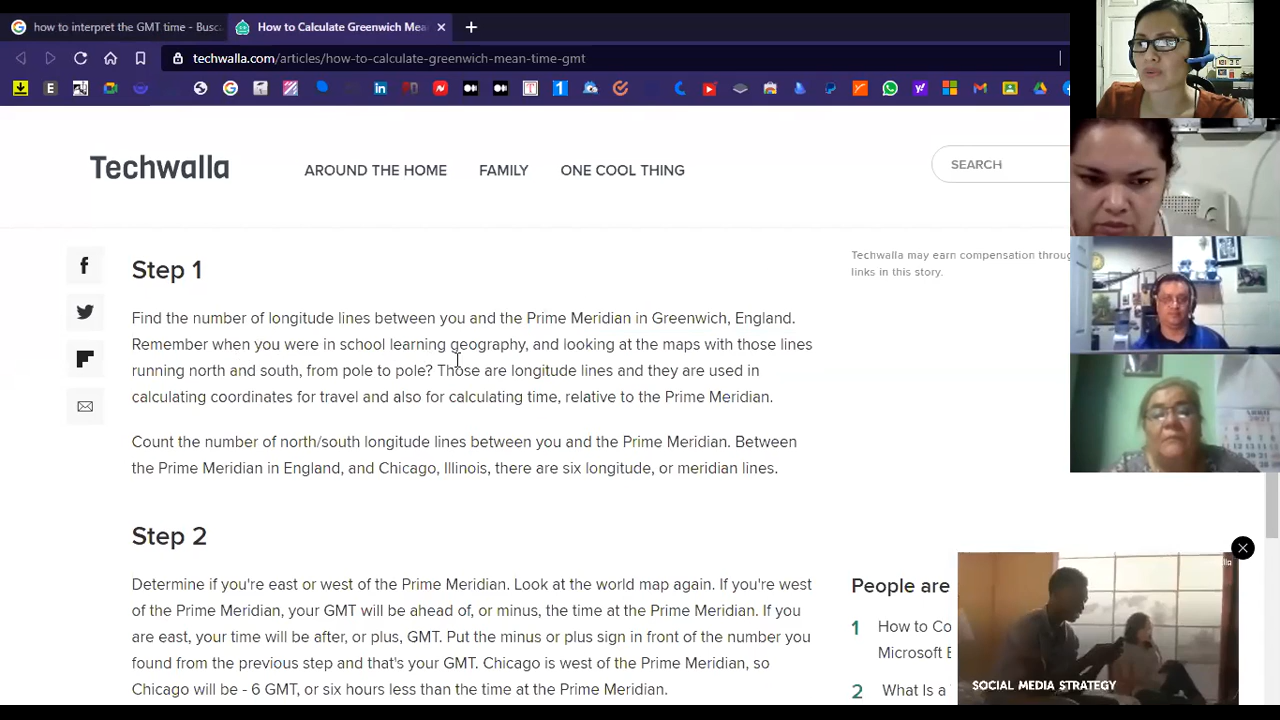 how to interpret the GMT time - Busc
How to Calculate Greenwich Mea
techwalla.com/articles/how-to-calculate-greenwich-mean-time-gmt
Techwalla
AROUND THE HOME
FAMILY
ONE COOL THING
SEARCH
Techwalla may earn compensation throug
links in this story.
Step 1
Find the number of longitude lines between you and the Prime Meridian in Greenwich, England.
Remember when you were in school learning geography, and looking at the maps with those lines
running north and south, from pole to pole? Those are longitude lines and they are used in
calculating coordinates for travel and also for calculating time, relative to the Prime Meridian.
Count the number of north/south longitude lines between you and the Prime Meridian. Between
the Prime Meridian in England, and Chicago, Illinois, there are six longitude, or meridian lines.
Step 2
Determine if you're east or west of the Prime Meridian. Look at the world map again. If you're west
of the Prime Meridian, your GMT will be ahead of, or minus, the time at the Prime Meridian. If you
are east, your time will be after, or plus, GMT. Put the minus or plus sign in front of the number you
found from the previous step and that's your GMT. Chicago is west of the Prime Meridian, so
Chicago will be - 6 GMT, or six hours less than the time at the Prime Meridian.
People are
1 How to Co
Microsoft E
2 What Is a
SOCIAL MEDIA STRATEGY